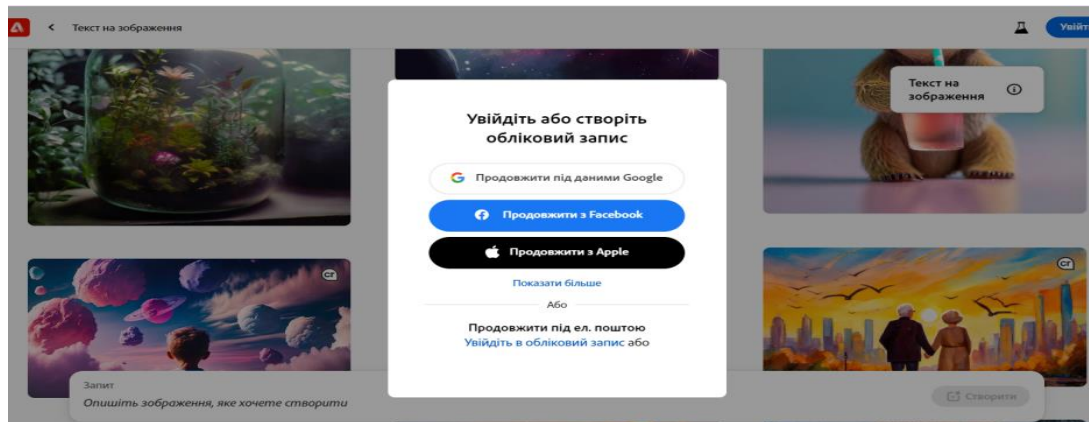 Текст на зображення
Увійт
Текст на
зображення
Увійдіть або створіть
обліковий запис
Продовжити під даними Google
Продовжити з Facebook
Продовжити з Apple
Показати більше
Або
Продовжити під ел. поштою
Увійдіть в обліковий запис або
Запит
Опишіть зображення, яке хочете створити
Створити